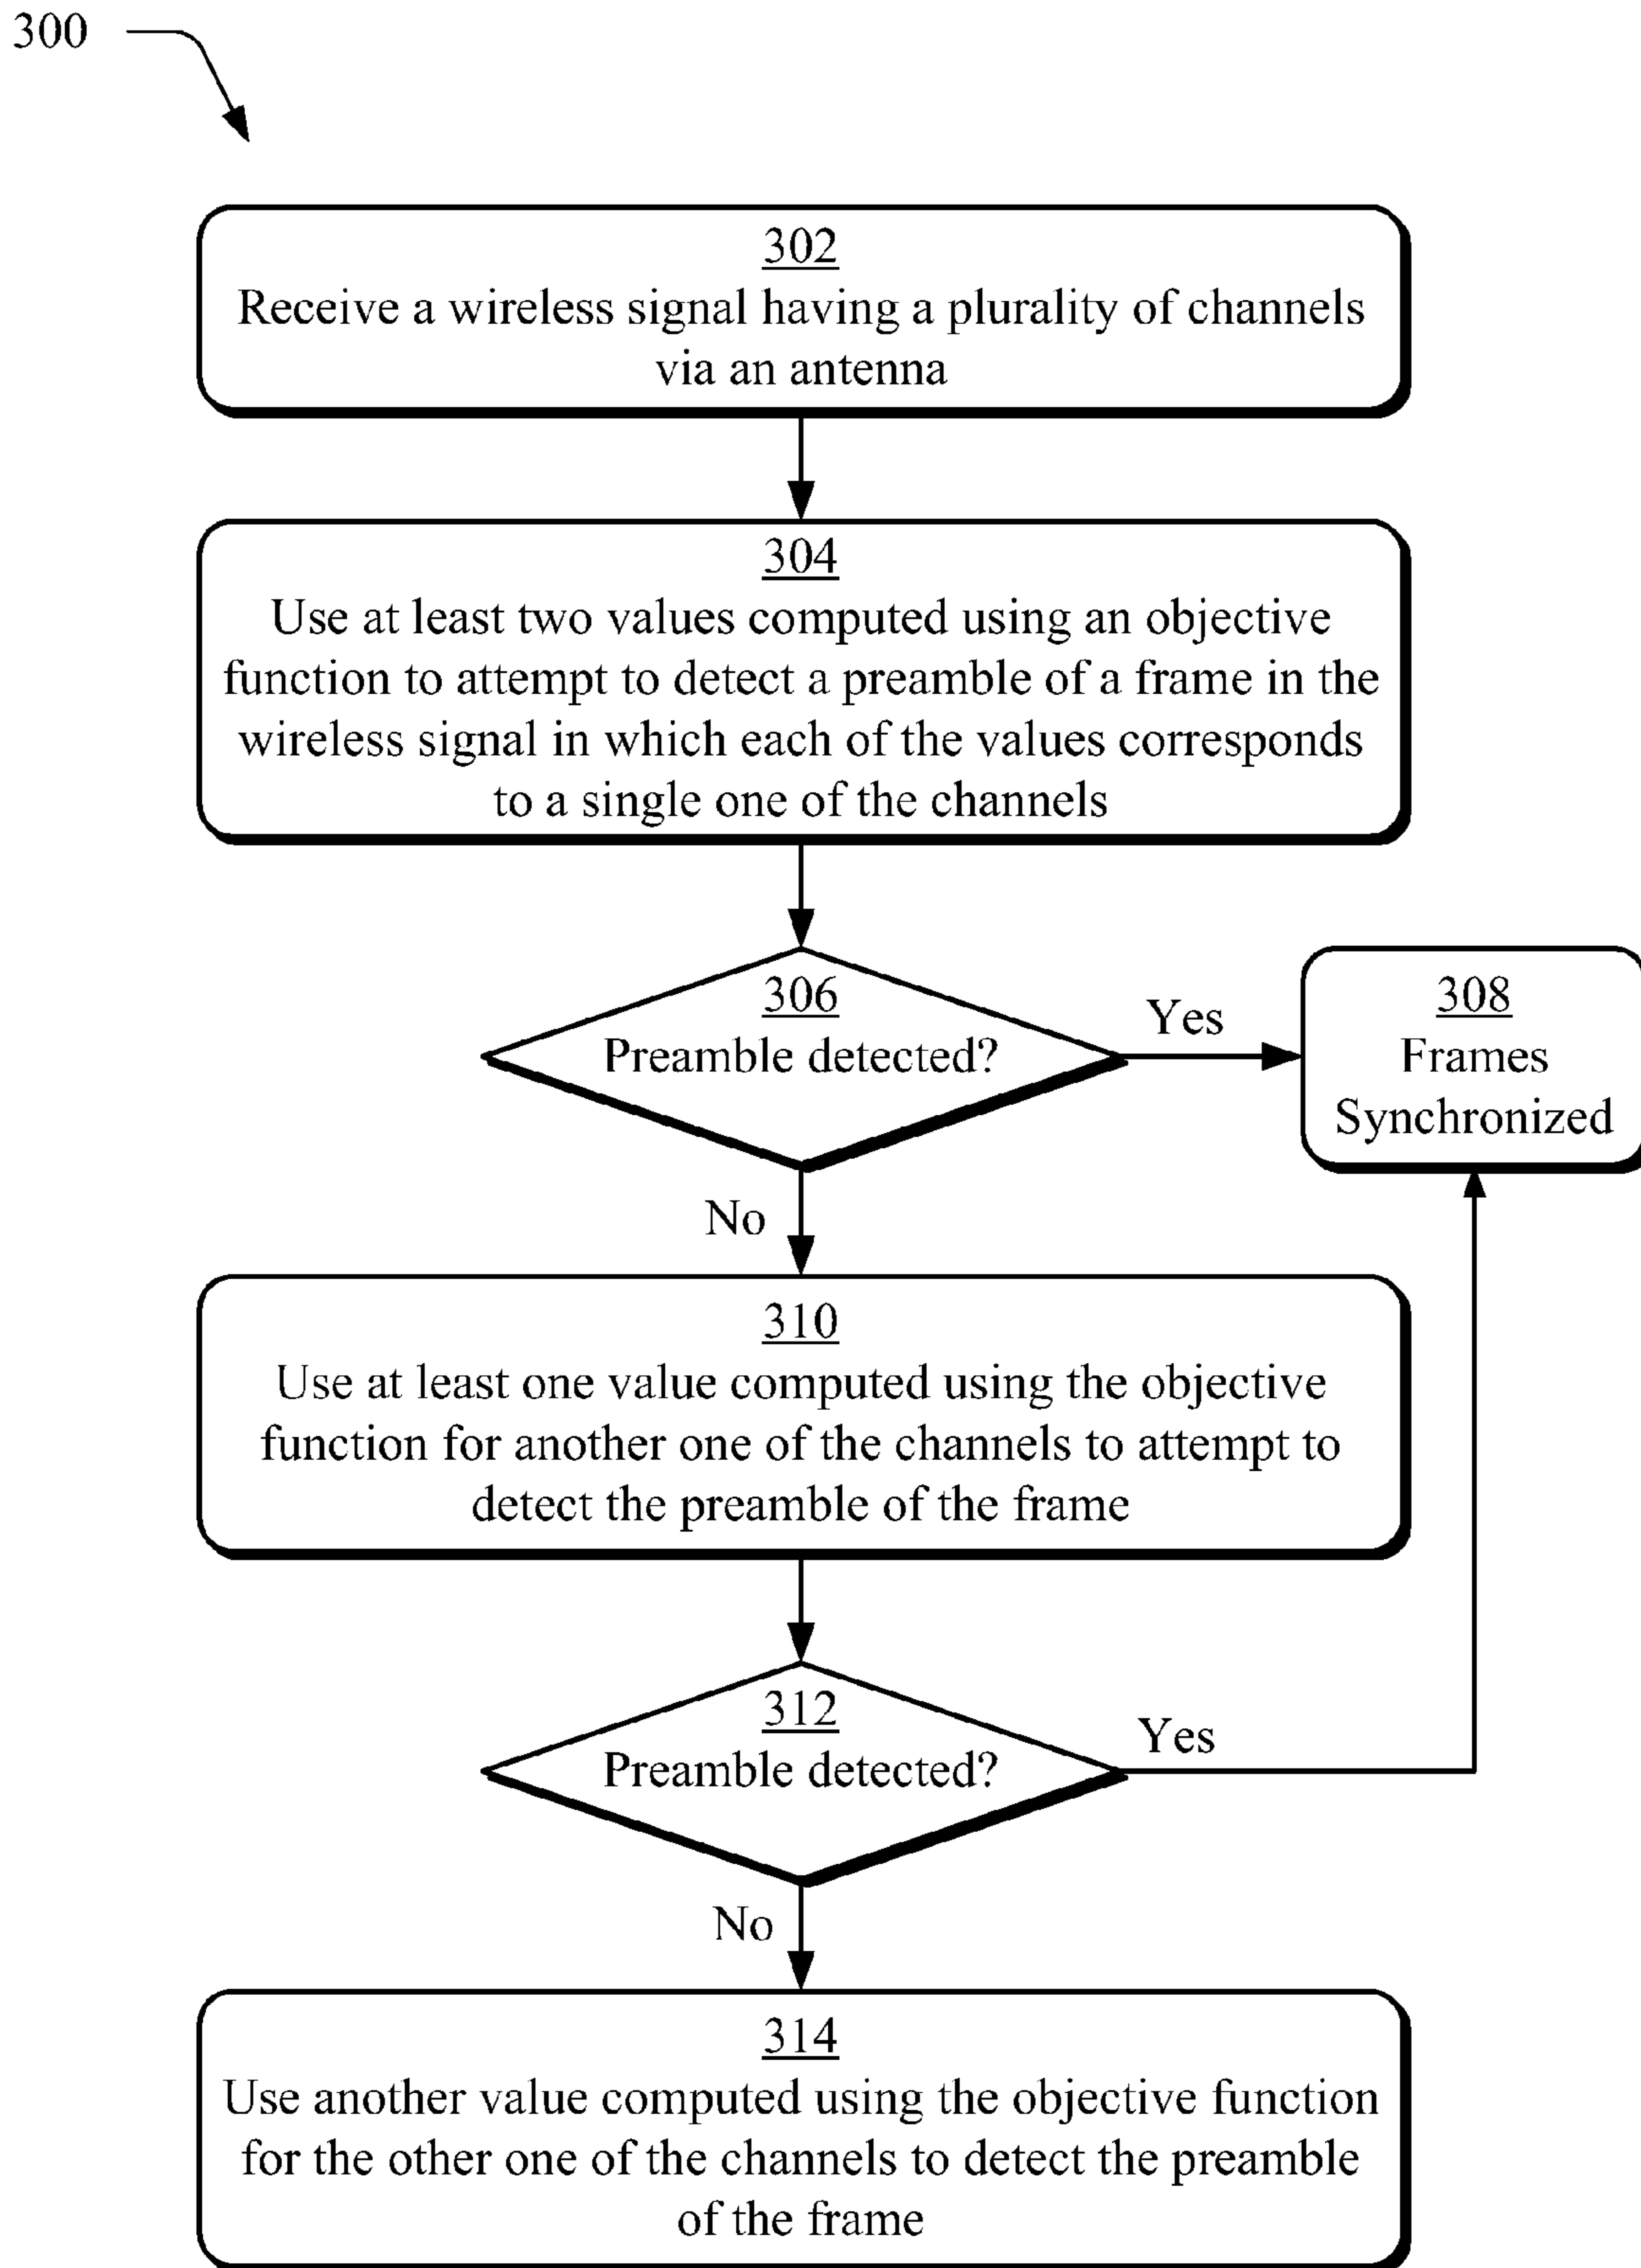 300
302
Receive a wireless signal having a plurality of channels
via an antenna
304
Use at least two values computed using an objective
function to attempt to detect a preamble of a frame in the
wireless signal in which each of the values corresponds
to a single one of the channels
306
Preamble detected?
Yes
308
Frames
Synchronized
No
310
Use at least one value computed using the objective
function for another one of the channels to attempt to
detect the preamble of the frame
312
Preamble detected?
Yes
No
314
Use another value computed using the objective function
for the other one of the channels to detect the preamble
of the frame